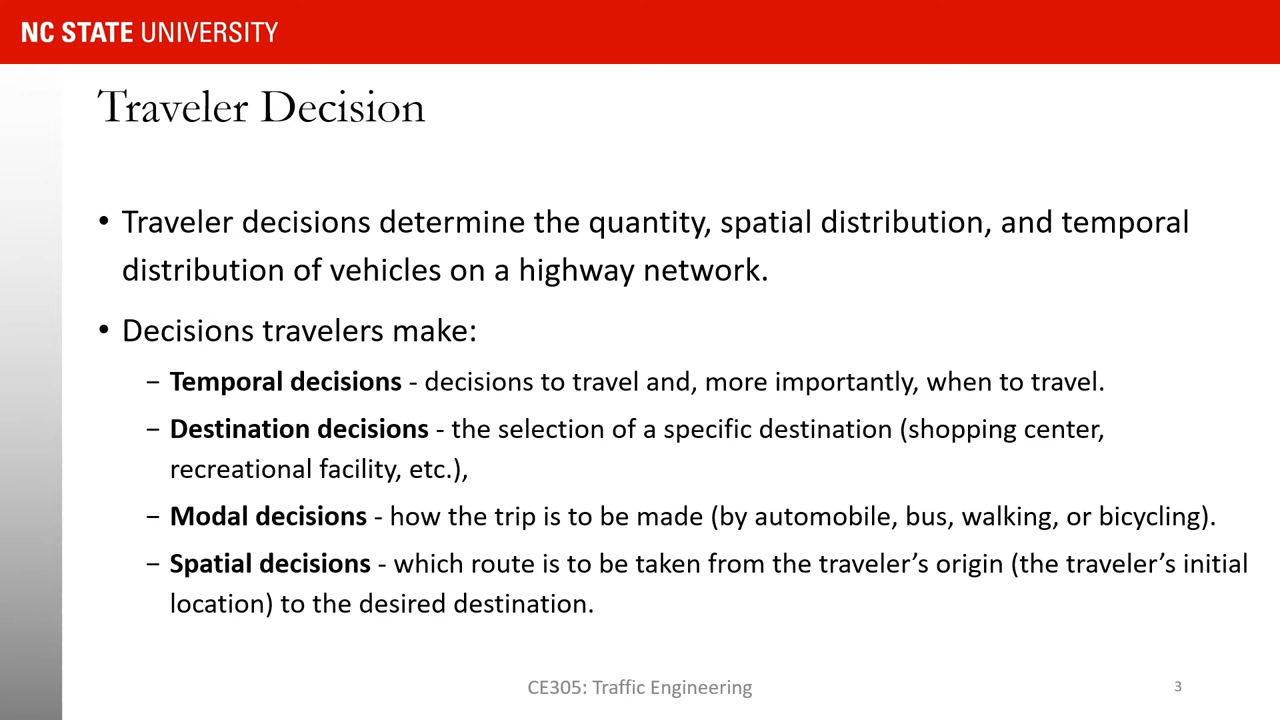 NC STATE UNIVERSITY
Traveler Decision
• Traveler decisions determine the quantity, spatial distribution, and temporal
distribution of vehicles on a highway network.
• Decisions travelers make:
− Temporal decisions - decisions to travel and, more importantly, when to travel.
− Destination decisions - the selection of a specific destination (shopping center,
recreational facility, etc.),
− Modal decisions - how the trip is to be made (by automobile, bus, walking, or bicycling).
− Spatial decisions - which route is to be taken from the traveler’s origin (the traveler’s initial
location) to the desired destination.
CE305: Traffic Engineering
3